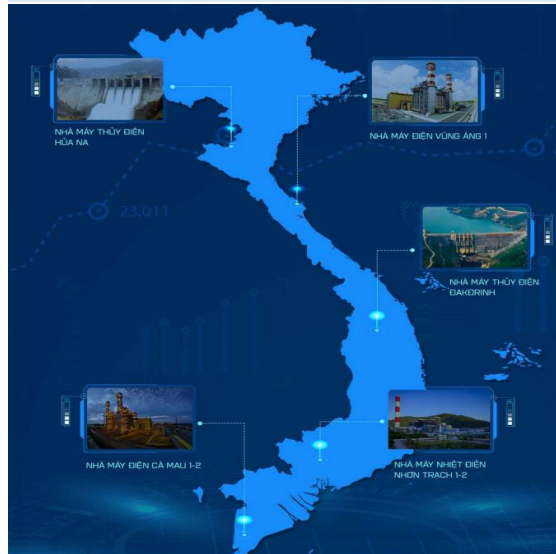 NHÀ MÁY THỦY ĐIỆN
HỦA NA
NHÀ MÁY ĐIỆN VŨNG ÁNG 1
23.011
NHÀ MÁY THỦY ĐIỆN
ĐAKĐRINH
NHÀ MÁY ĐIỆN CÀ MAU 1-2
NHÀ MÁY NHIỆT ĐIỆN
NHƠN TRẠCH 1-2